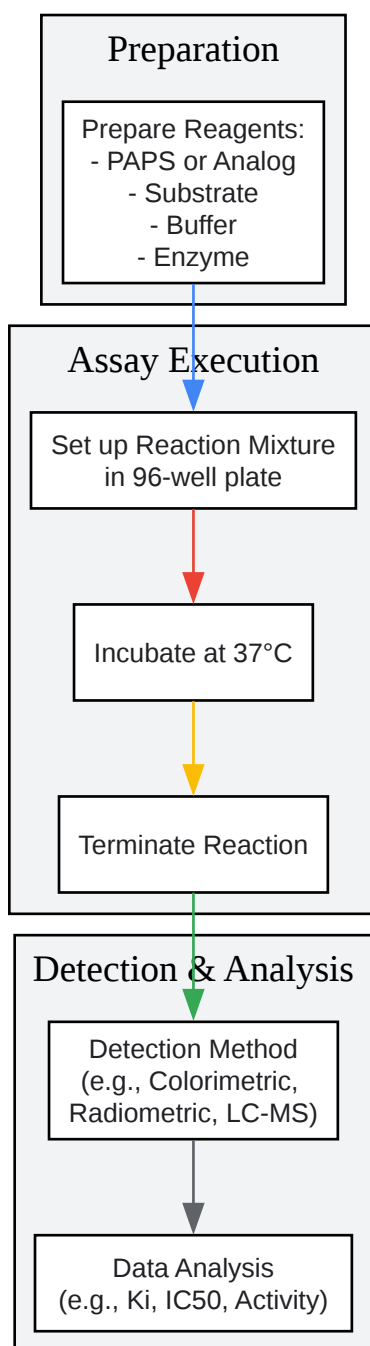 Preparation
Prepare Reagents:
- PAPS or Analog
- Substrate
- Buffer
- Enzyme
Assay Execution
Set up Reaction Mixture
in 96-well plate
Incubate at 37°C
Terminate Reaction
Detection & Analysis
Detection Method
(e.g., Colorimetric,
Radiometric, LC-MS)
Data Analysis
(e.g., Ki, IC50, Activity)